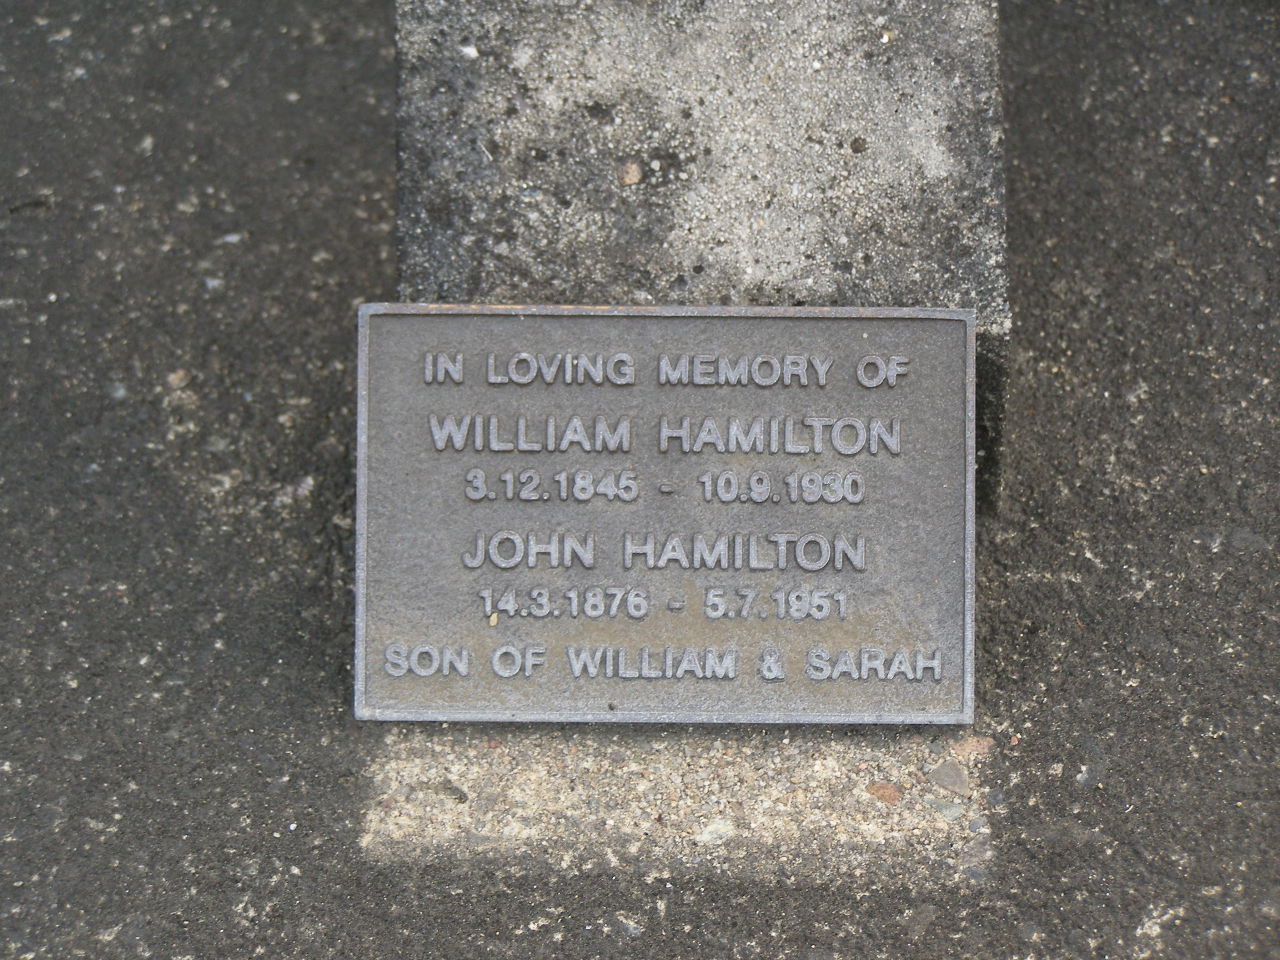 IN LOVING MEMORY OF
WILLIAM HAMILTON
3.12.1845 - 10.9.1930
JOHN HAMILTON
14.3.1876 - 5.7.1951
SON OF WILLIAM & SARAH